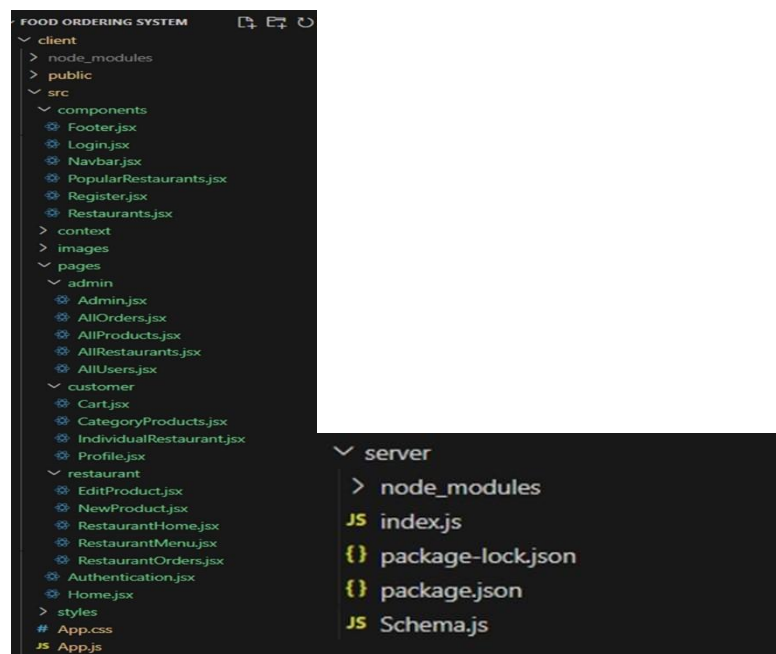 FOOD ORDERING SYSTEM
client
node_modules
public
src
components
Footer.jsx
Login.jsx
Navbar.jsx
PopularRestaurants.jsx
Register.jsx
Restaurants.jsx
context
images
pages
admin
Admin.jsx
AllOrders.jsx
AllProducts.jsx
AllRestaurants.jsx
AllUsers.jsx
customer
Cart.jsx
CategoryProducts.jsx
IndividualRestaurant.jsx
Profile.jsx
restaurant
EditProduct.jsx
NewProduct.jsx
RestaurantHome.jsx
RestaurantMenu.jsx
RestaurantOrders.jsx
Authentication.jsx
Home.jsx
styles
# App.css
JS App.js
server
node_modules
JS index.js
{} package-lock.json
{} package.json
JS Schema.js